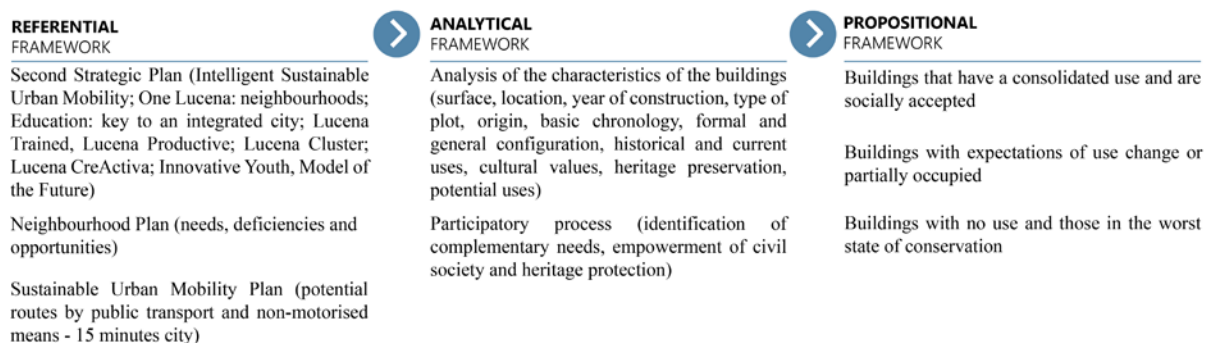 REFERENTIAL
FRAMEWORK
Second Strategic Plan (Intelligent Sustainable
Urban Mobility; One Lucena: neighbourhoods;
Education: key to an integrated city; Lucena
Trained, Lucena Productive; Lucena Cluster;
Lucena CreActiva; Innovative Youth, Model of
the Future)
Neighbourhood Plan (needs, deficiencies and
opportunities)
Sustainable Urban Mobility Plan (potential
routes by public transport and non-motorised
means - 15 minutes city)
ANALYTICAL
FRAMEWORK
Analysis of the characteristics of the buildings
(surface, location, year of construction, type of
plot, origin, basic chronology, formal and
general configuration, historical and current
uses, cultural values, heritage preservation,
potential uses)
Participatory process (identification of
complementary needs, empowerment of civil
society and heritage protection)
PROPOSITIONAL
FRAMEWORK
Buildings that have a consolidated use and are
socially accepted
Buildings with expectations of use change or
partially occupied
Buildings with no use and those in the worst
state of conservation